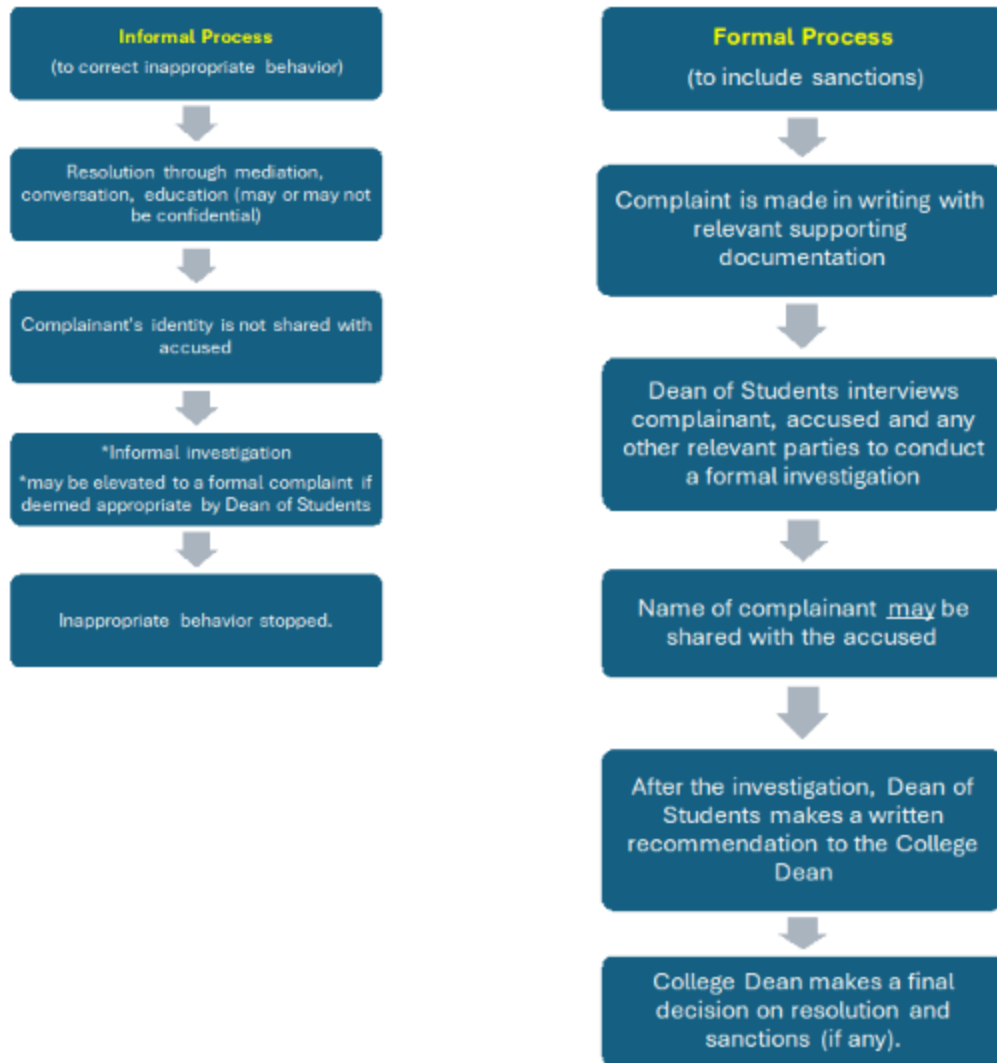 Informal Process
(to correct inappropriate behavior)
Resolution through mediation,
conversation, education (may or may not
be confidential)
Complainant's identity is not shared with
accused
*Informal investigation
*may be elevated to a formal complaint if
deemed appropriate by Dean of Students
Inappropriate behavior stopped.
Formal Process
(to include sanctions)
Complaint is made in writing with
relevant supporting
documentation
Dean of Students interviews
complainant, accused and any
other relevant parties to conduct
a formal investigation
Name of complainant may be
shared with the accused
After the investigation, Dean of
Students makes a written
recommendation to the College
Dean
College Dean makes a final
decision on resolution and
sanctions (if any).